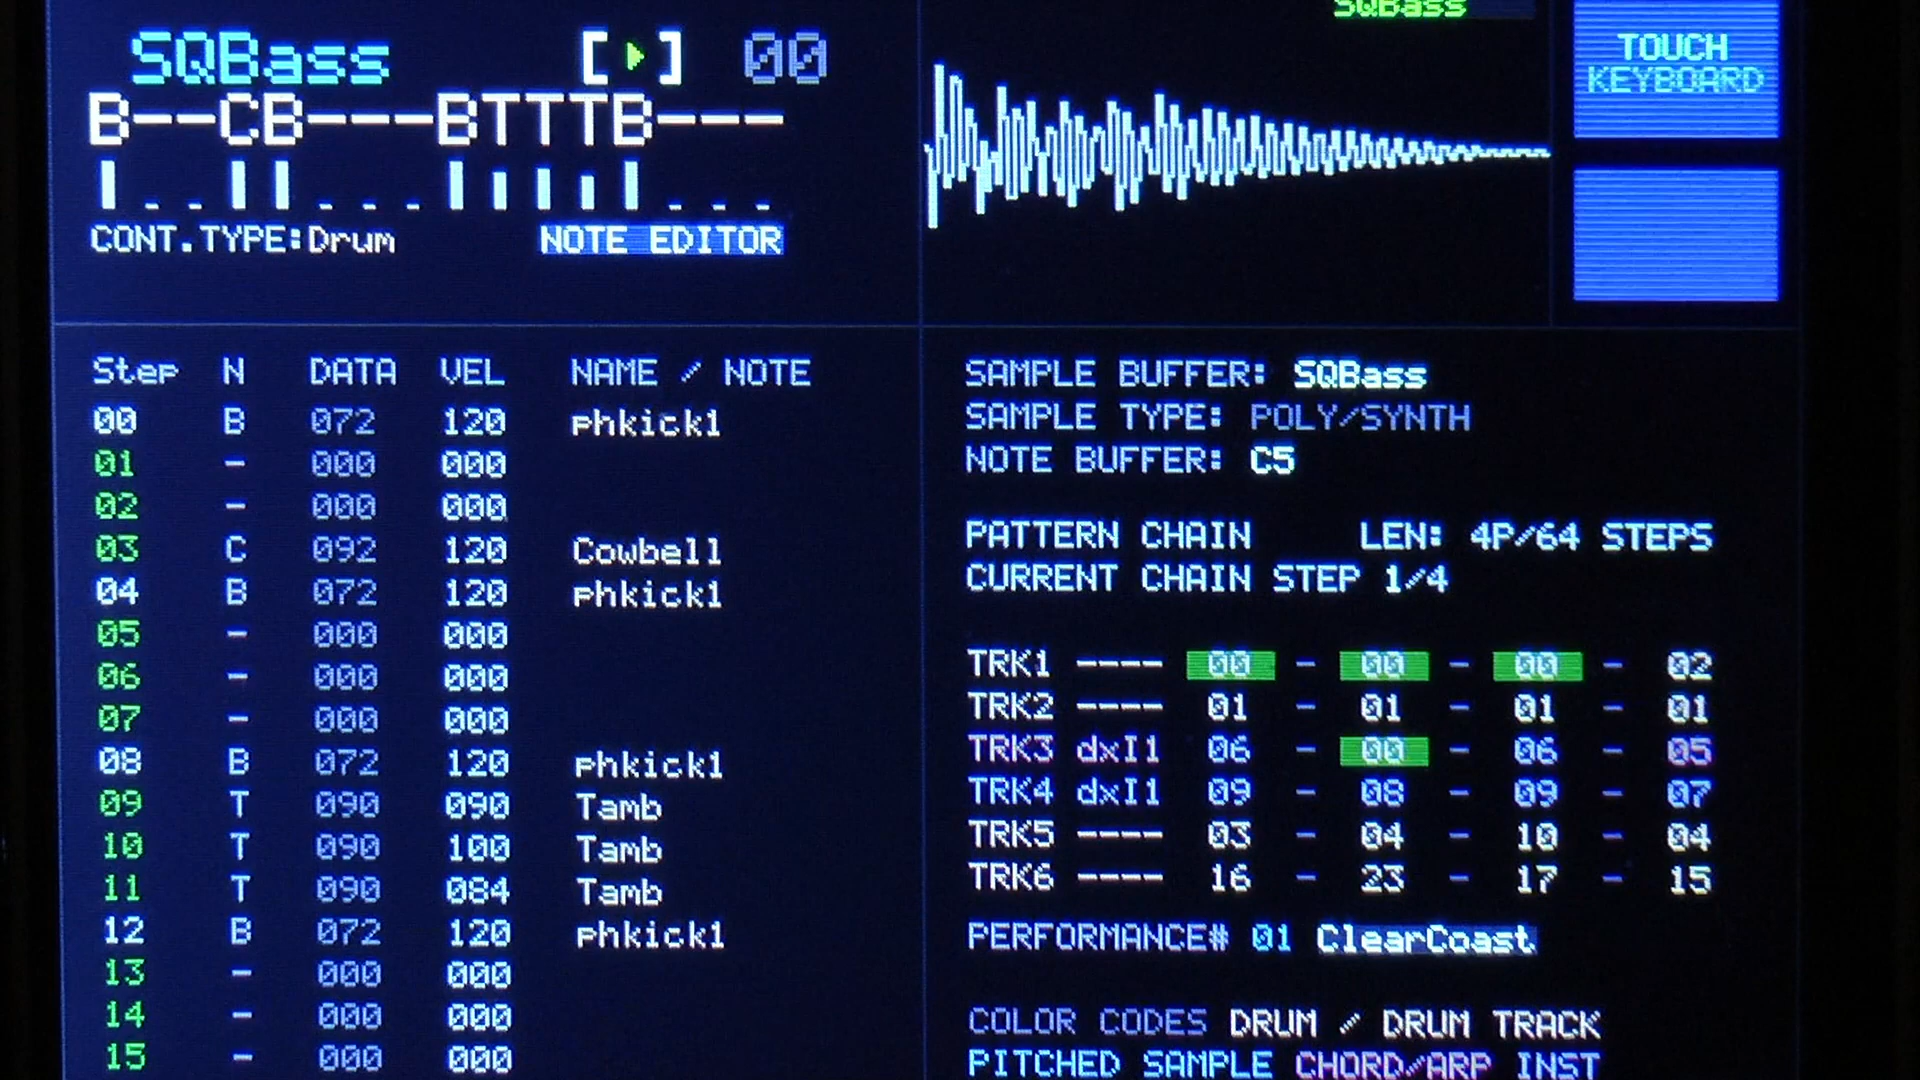 SQBass
SQBass [▶] 00
B--CB---BTTTB---
CONT.TYPE:Drum NOTE EDITOR
TOUCH
KEYBOARD
Step N DATA VEL NAME / NOTE
00 B 072 120 phkick1
01 - 000 000
02 - 000 000
03 C 092 120 Cowbell
04 B 072 120 phkick1
05 - 000 000
06 - 000 000
07 - 000 000
08 B 072 120 phkick1
09 T 090 090 Tamb
10 T 090 100 Tamb
11 T 090 084 Tamb
12 B 072 120 phkick1
13 - 000 000
14 - 000 000
15 - 000 000
SAMPLE BUFFER: SQBass
SAMPLE TYPE: POLY/SYNTH
NOTE BUFFER: C5
PATTERN CHAIN LEN: 4P/64 STEPS
CURRENT CHAIN STEP 1/4
TRK1 ---- 00 - 00 - 00 - 02
TRK2 ---- 01 - 01 - 01 - 01
TRK3 dxI1 06 - 00 - 06 - 05
TRK4 dxI1 09 - 08 - 09 - 07
TRK5 ---- 03 - 04 - 10 - 04
TRK6 ---- 16 - 23 - 17 - 15
PERFORMANCE# 01 ClearCoast
COLOR CODES DRUM / DRUM TRACK
PITCHED SAMPLE CHORD/ARP INST